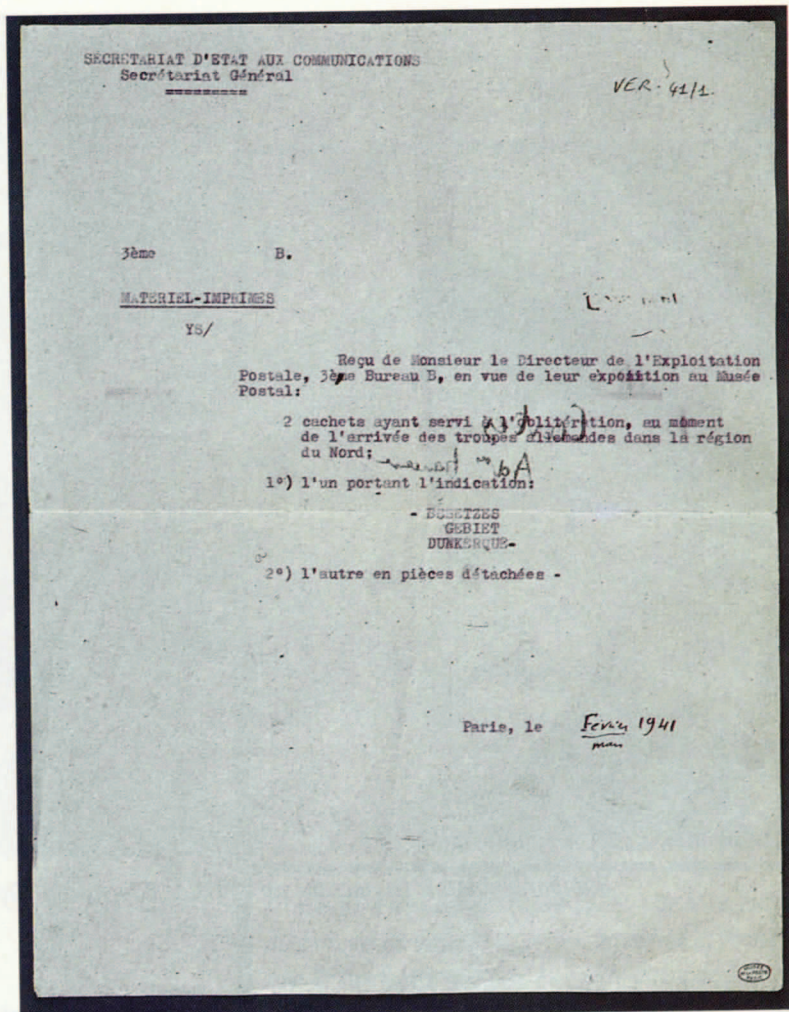 SECRETARIAT D'ETAT AUX COMMUNICATIONS
Secrétariat Général
=========
VER. 41/1.
3ème B.
MATERIEL-IMPRIMES
YS/
Reçu de Monsieur le Directeur de l'Exploitation
Postale, 3ème Bureau B, en vue de leur exposition au Musée
Postal:
2 cachets ayant servi à l'oblitération, au moment
de l'arrivée des troupes allemandes dans la région
du Nord;
1°) l'un portant l'indication:
- BESETZES
GEBIET
DUNKERQUE-
2°) l'autre en pièces détachées -
Paris, le Février 1941
mars